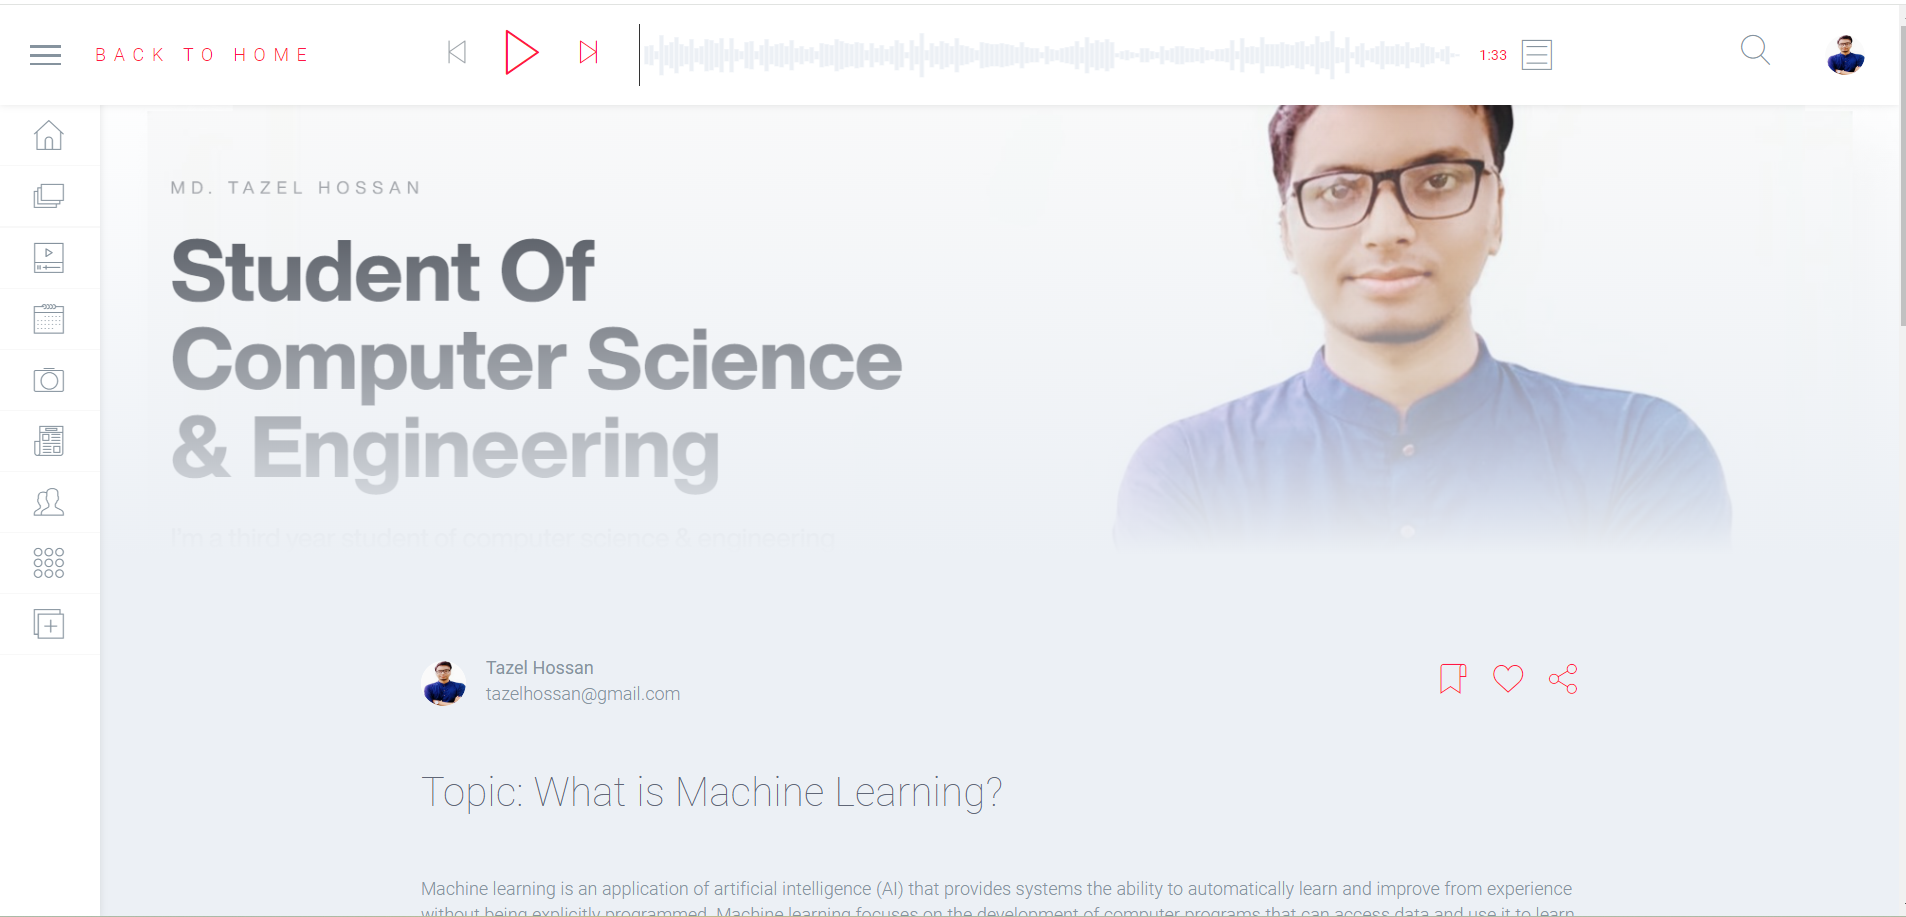 BACK TO HOME
1:33
MD. TAZEL HOSSAN
Student Of
Computer Science
& Engineering
I'm a third year student of computer science & engineering
Tazel Hossan
tazelhossan@gmail.com
Topic: What is Machine Learning?
Machine learning is an application of artificial intelligence (AI) that provides systems the ability to automatically learn and improve from experience
without being explicitly programmed. Machine learning focuses on the development of computer programs that can access data and use it to learn